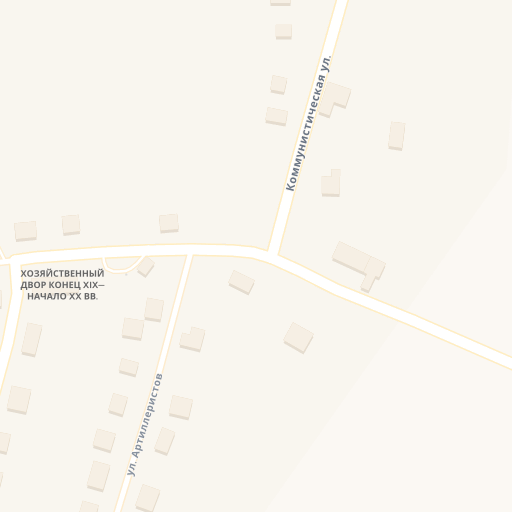 Коммунистическая ул.
ХОЗЯЙСТВЕННЫЙ
ДВОР КОНЕЦ XIX—
НАЧАЛО XX ВВ.
ул. Артиллеристов